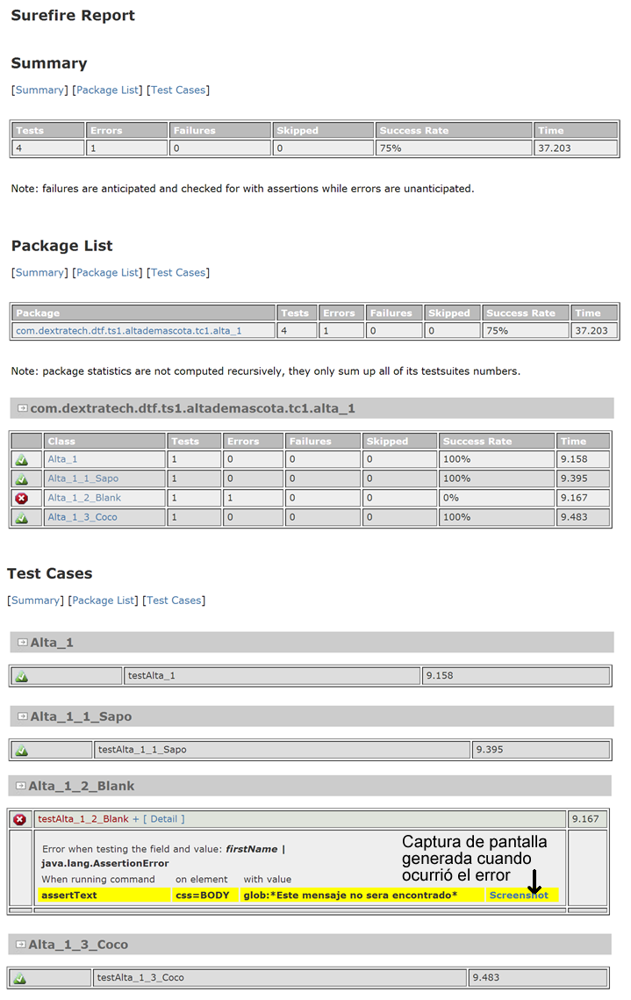 Surefire Report
Summary
[Summary] [Package List] [Test Cases]
Tests Errors Failures Skipped Success Rate Time
4 1 0 0 75% 37.203
Note: failures are anticipated and checked for with assertions while errors are unanticipated.
Package List
[Summary] [Package List] [Test Cases]
Package Tests Errors Failures Skipped Success Rate Time
com.dextratech.dtf.ts1.altademascota.tc1.alta_1 4 1 0 0 75% 37.203
Note: package statistics are not computed recursively, they only sum up all of its testsuites numbers.
com.dextratech.dtf.ts1.altademascota.tc1.alta_1
Class Tests Errors Failures Skipped Success Rate Time
Alta_1 1 0 0 0 100% 9.158
Alta_1_1_Sapo 1 0 0 0 100% 9.395
Alta_1_2_Blank 1 1 0 0 0% 9.167
Alta_1_3_Coco 1 0 0 0 100% 9.483
Test Cases
[Summary] [Package List] [Test Cases]
Alta_1
testAlta_1 9.158
Alta_1_1_Sapo
testAlta_1_1_Sapo 9.395
Alta_1_2_Blank
testAlta_1_2_Blank + [ Detail ] 9.167
Captura de pantalla
generada cuando
ocurrió el error
Error when testing the field and value: firstName |
java.lang.AssertionError
When running command on element with value
assertText css=BODY glob:*Este mensaje no sera encontrado* Screenshot
Alta_1_3_Coco
testAlta_1_3_Coco 9.483